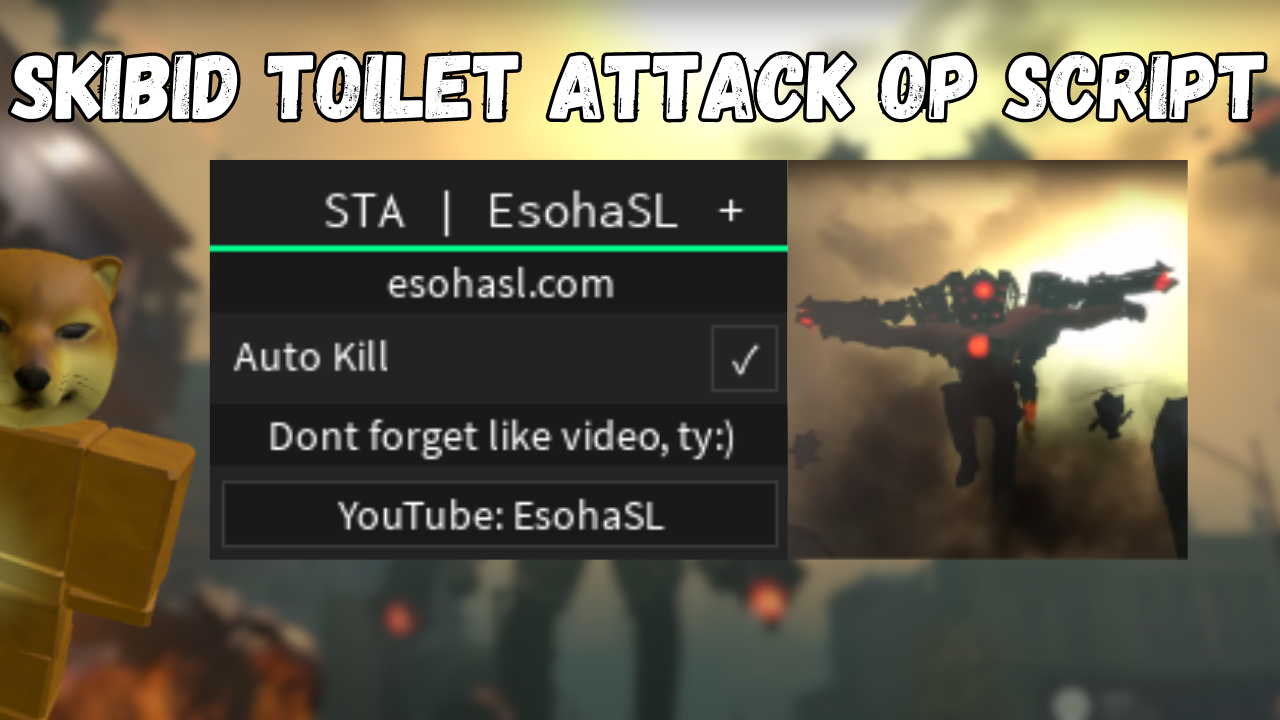 SKIBID TOILET ATTACK OP SCRIPT
STA | EsohaSL +
esohasl.com
Auto Kill ✓
Dont forget like video, ty:)
YouTube: EsohaSL